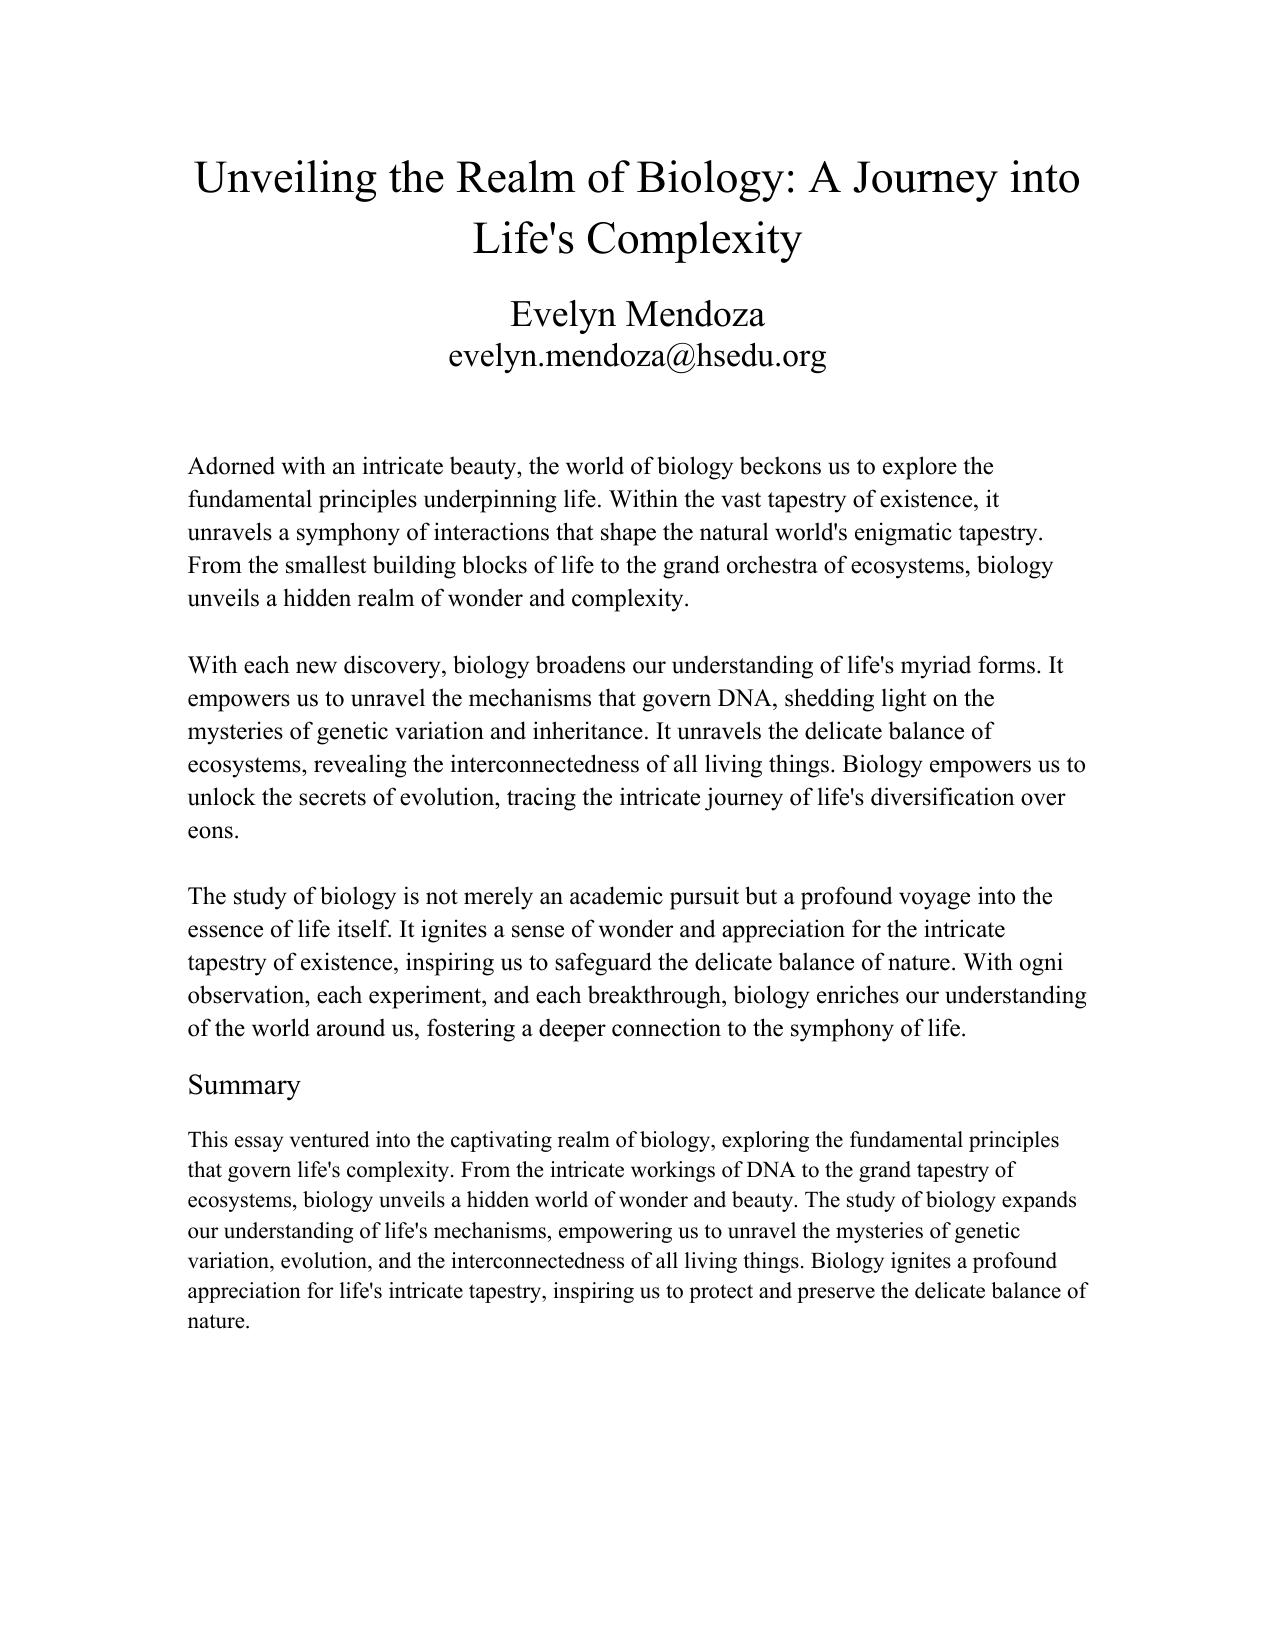 Unveiling the Realm of Biology: A Journey into
Life's Complexity
Evelyn Mendoza
evelyn.mendoza@hsedu.org
Adorned with an intricate beauty, the world of biology beckons us to explore the
fundamental principles underpinning life. Within the vast tapestry of existence, it
unravels a symphony of interactions that shape the natural world's enigmatic tapestry.
From the smallest building blocks of life to the grand orchestra of ecosystems, biology
unveils a hidden realm of wonder and complexity.
With each new discovery, biology broadens our understanding of life's myriad forms. It
empowers us to unravel the mechanisms that govern DNA, shedding light on the
mysteries of genetic variation and inheritance. It unravels the delicate balance of
ecosystems, revealing the interconnectedness of all living things. Biology empowers us to
unlock the secrets of evolution, tracing the intricate journey of life's diversification over
eons.
The study of biology is not merely an academic pursuit but a profound voyage into the
essence of life itself. It ignites a sense of wonder and appreciation for the intricate
tapestry of existence, inspiring us to safeguard the delicate balance of nature. With ogni
observation, each experiment, and each breakthrough, biology enriches our understanding
of the world around us, fostering a deeper connection to the symphony of life.
Summary
This essay ventured into the captivating realm of biology, exploring the fundamental principles
that govern life's complexity. From the intricate workings of DNA to the grand tapestry of
ecosystems, biology unveils a hidden world of wonder and beauty. The study of biology expands
our understanding of life's mechanisms, empowering us to unravel the mysteries of genetic
variation, evolution, and the interconnectedness of all living things. Biology ignites a profound
appreciation for life's intricate tapestry, inspiring us to protect and preserve the delicate balance of
nature.